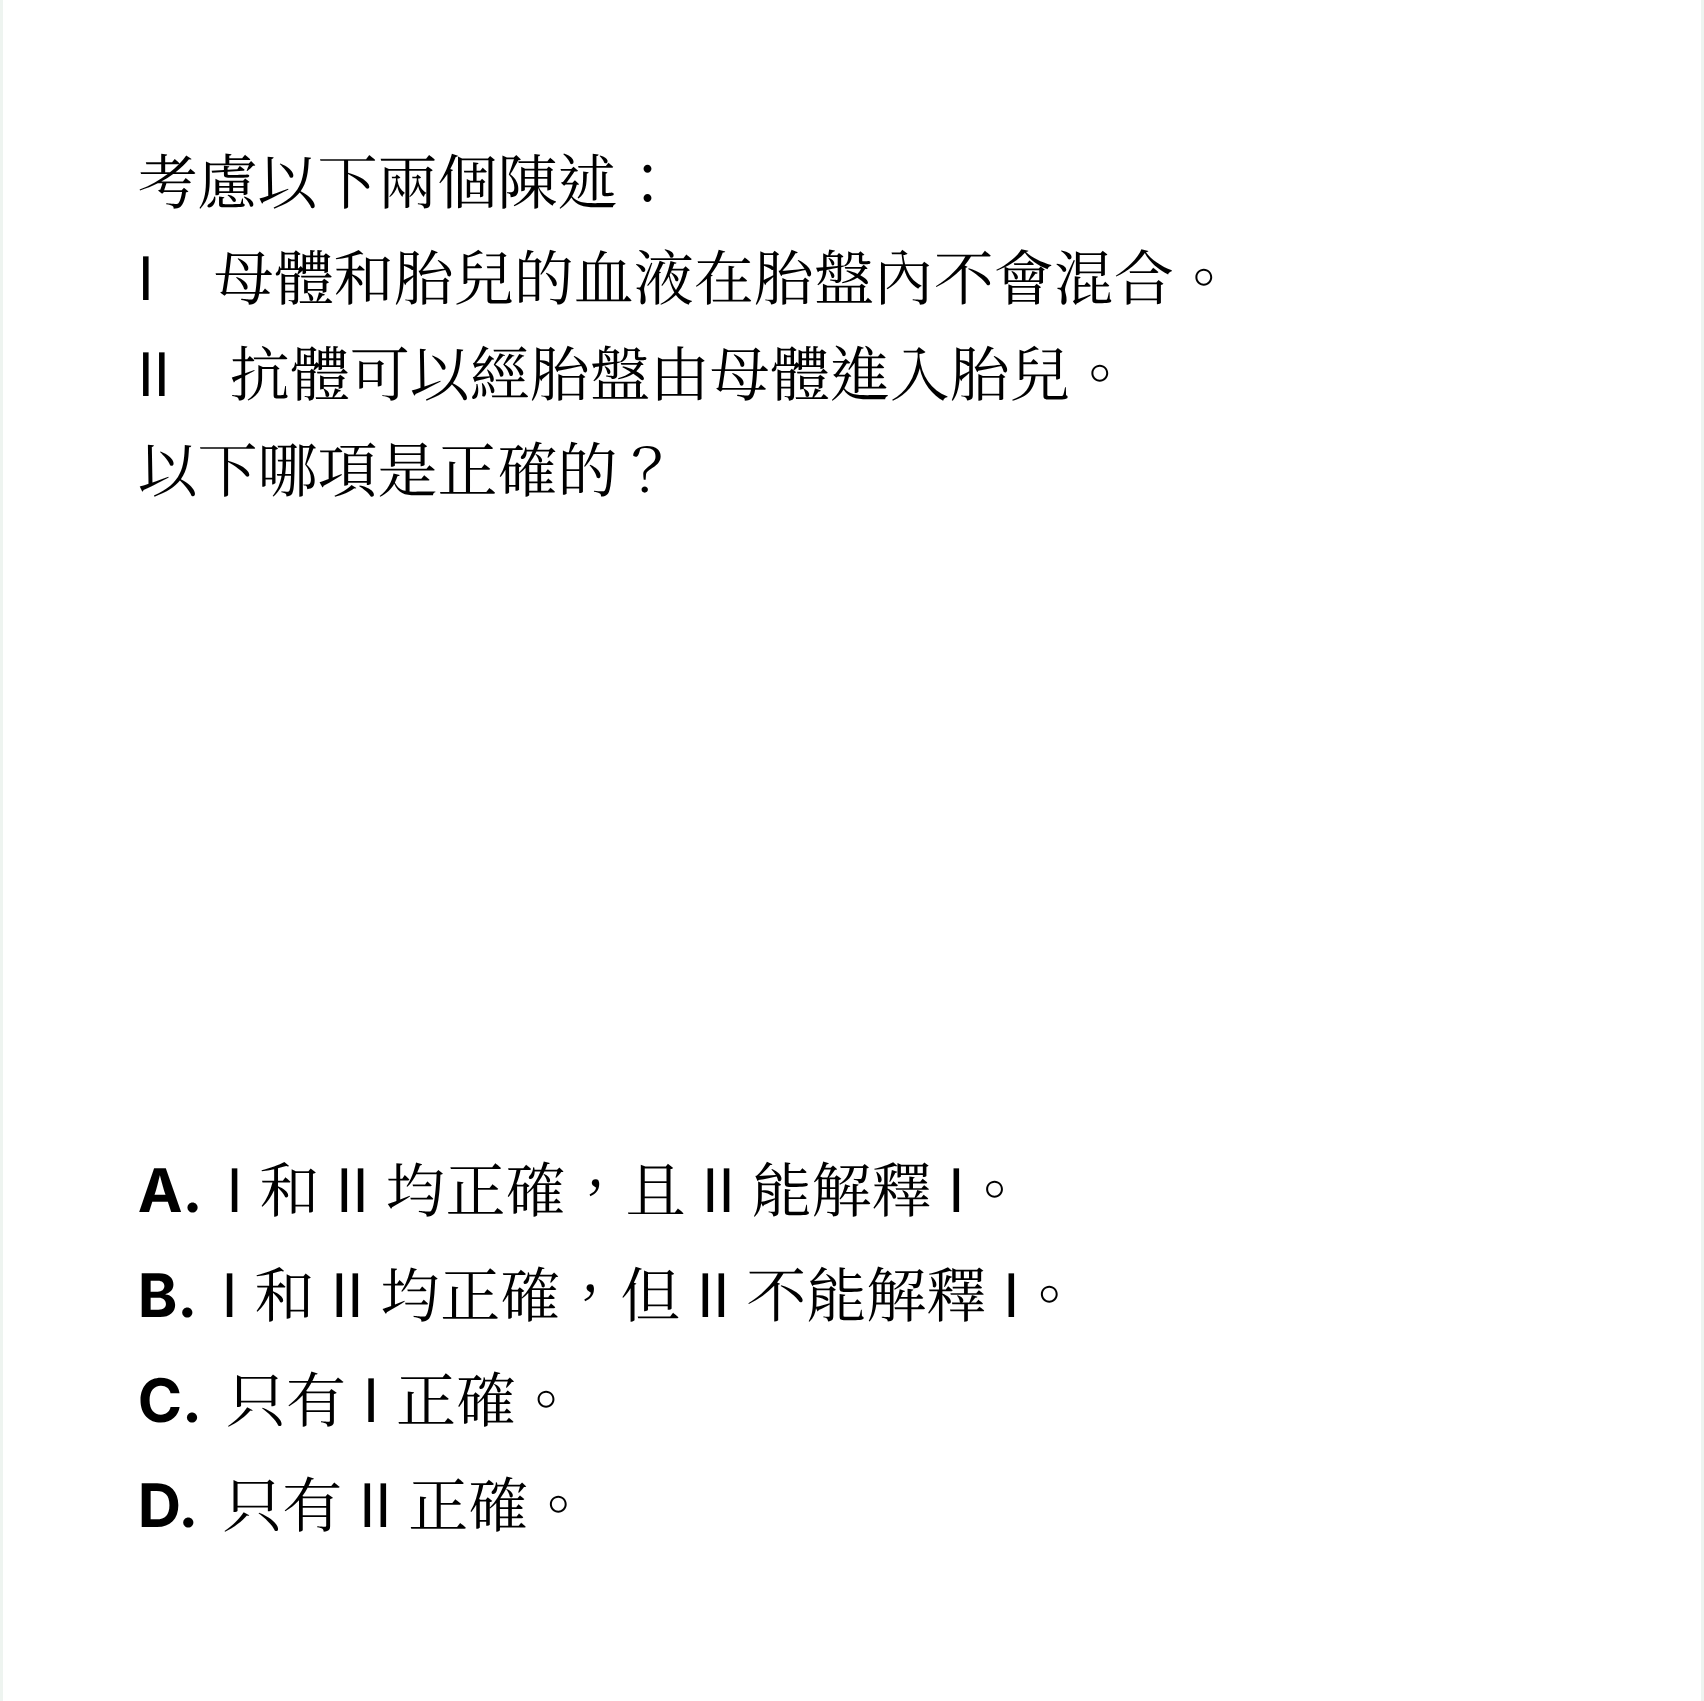 考慮以下兩個陳述：
I　母體和胎兒的血液在胎盤內不會混合。
II　抗體可以經胎盤由母體進入胎兒。
以下哪項是正確的？
A. I 和 II 均正確，且 II 能解釋 I。
B. I 和 II 均正確，但 II 不能解釋 I。
C. 只有 I 正確。
D. 只有 II 正確。